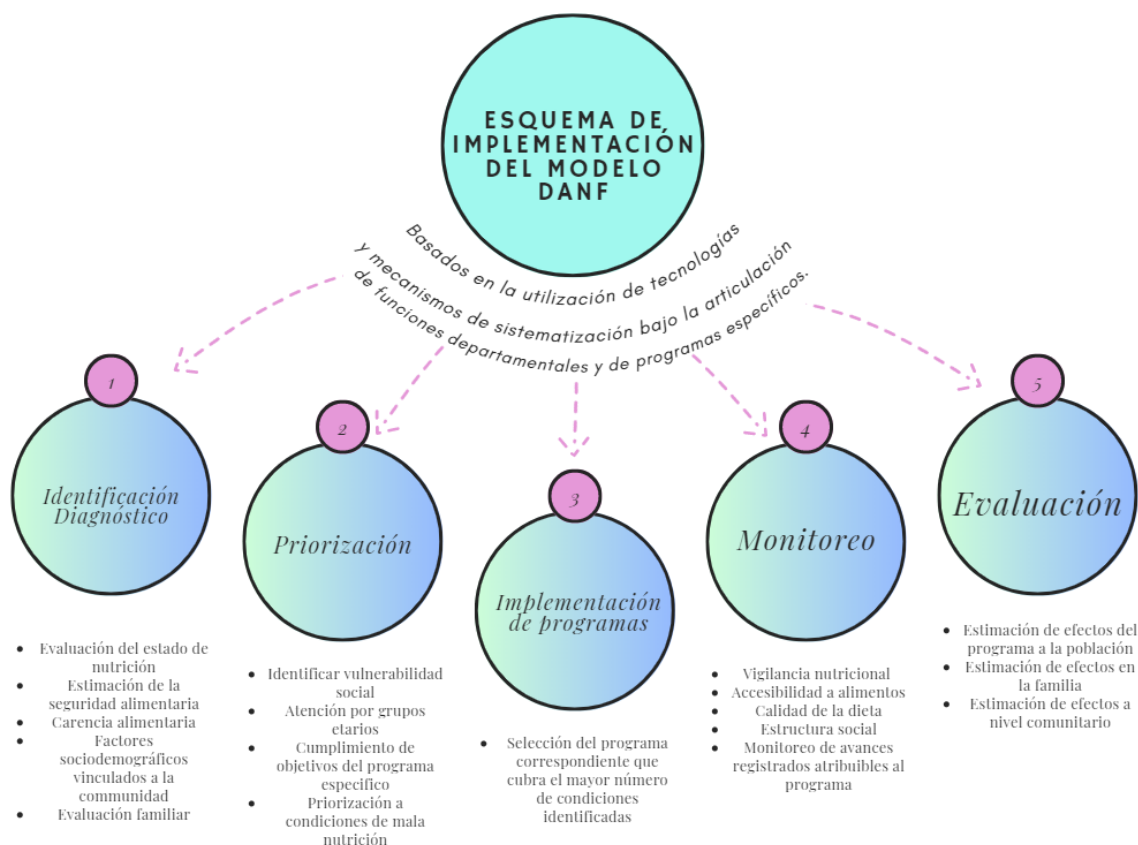 ESQUEMA DE
IMPLEMENTACIÓN
DEL MODELO
DANF
Basados en la utilización de tecnologías
y mecanismos de sistematización bajo la articulación
de funciones departamentales y de programas específicos.
1
Identificación
Diagnóstico
• Evaluación del estado de
nutrición
• Estimación de la
seguridad alimentaria
• Carencia alimentaria
• Factores
sociodemográficos
vinculados a la
communidad
• Evaluación familiar
2
Priorización
• Identificar vulnerabilidad
social
• Atención por grupos
etarios
• Cumplimiento de
objetivos del programa
especifico
• Priorización a
condiciones de mala
nutrición
3
Implementación
de programas
• Selección del programa
correspondiente que
cubra el mayor número
de condiciones
identificadas
4
Monitoreo
• Vigilancia nutricional
• Accesibilidad a alimentos
• Calidad de la dieta
• Estructura social
• Monitoreo de avances
registrados atribuibles al
programa
5
Evaluación
• Estimación de efectos del
programa a la población
• Estimación de efectos en
la familia
• Estimación de efectos a
nivel comunitario